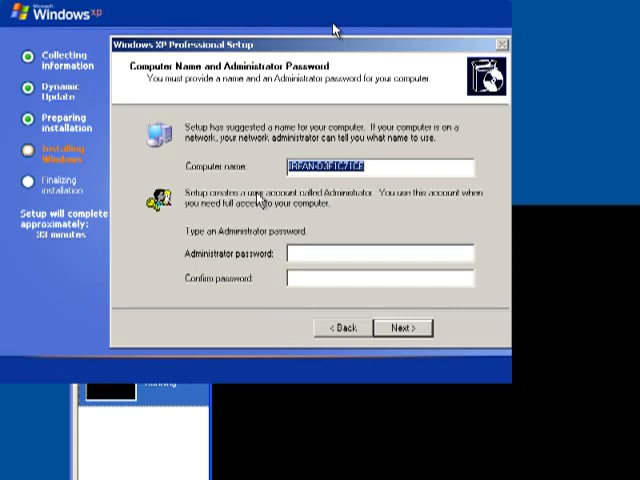 Microsoft
Windows xp
Collecting
information
Dynamic
Update
Preparing
installation
Installing
Windows
Finalizing
installation
Setup will complete
approximately:
33 minutes
Windows XP Professional Setup
Computer Name and Administrator Password
You must provide a name and an Administrator password for your computer.
Setup has suggested a name for your computer. If your computer is on a
network, your network administrator can tell you what name to use.
Computer name:
Setup creates a user account called Administrator. You use this account when
you need full access to your computer.
Type an Administrator password.
Administrator password:
Confirm password:
< Back
Next >
Running